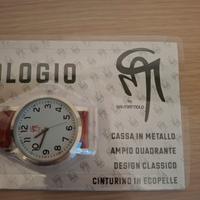 OLOGIO
CASSA IN METALLO
AMPIO QUADRANTE
DESIGN CLASSICO
CINTURINO IN ECOPELLE